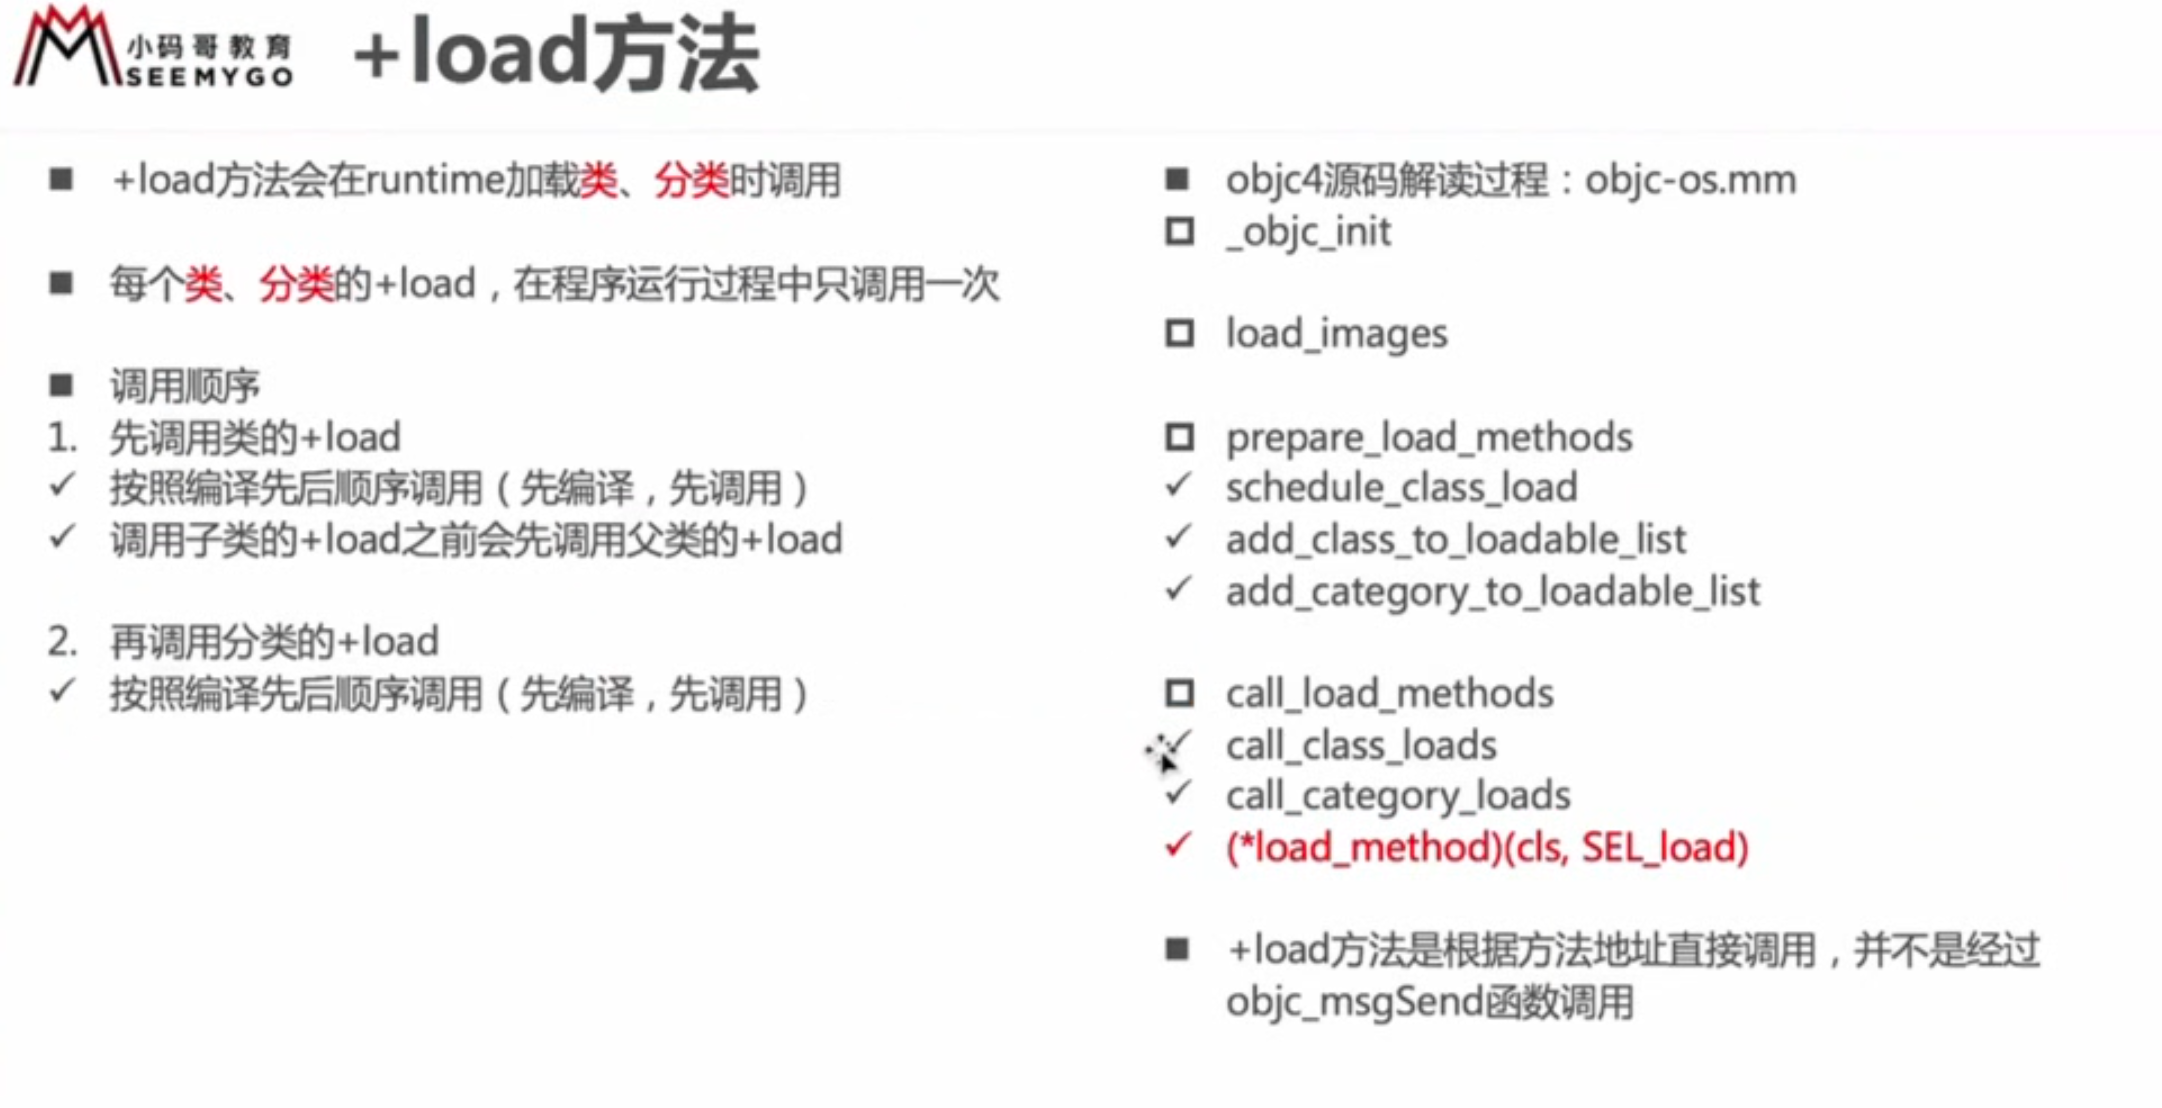 小码哥教育
SEEMYGO
+load方法
+load方法会在runtime加载类、分类时调用
每个类、分类的+load，在程序运行过程中只调用一次
调用顺序
1. 先调用类的+load
✓ 按照编译先后顺序调用（先编译，先调用）
✓ 调用子类的+load之前会先调用父类的+load
2. 再调用分类的+load
✓ 按照编译先后顺序调用（先编译，先调用）
objc4源码解读过程：objc-os.mm
_objc_init
load_images
prepare_load_methods
✓ schedule_class_load
✓ add_class_to_loadable_list
✓ add_category_to_loadable_list
call_load_methods
✓ call_class_loads
✓ call_category_loads
✓ (*load_method)(cls, SEL_load)
+load方法是根据方法地址直接调用，并不是经过
objc_msgSend函数调用